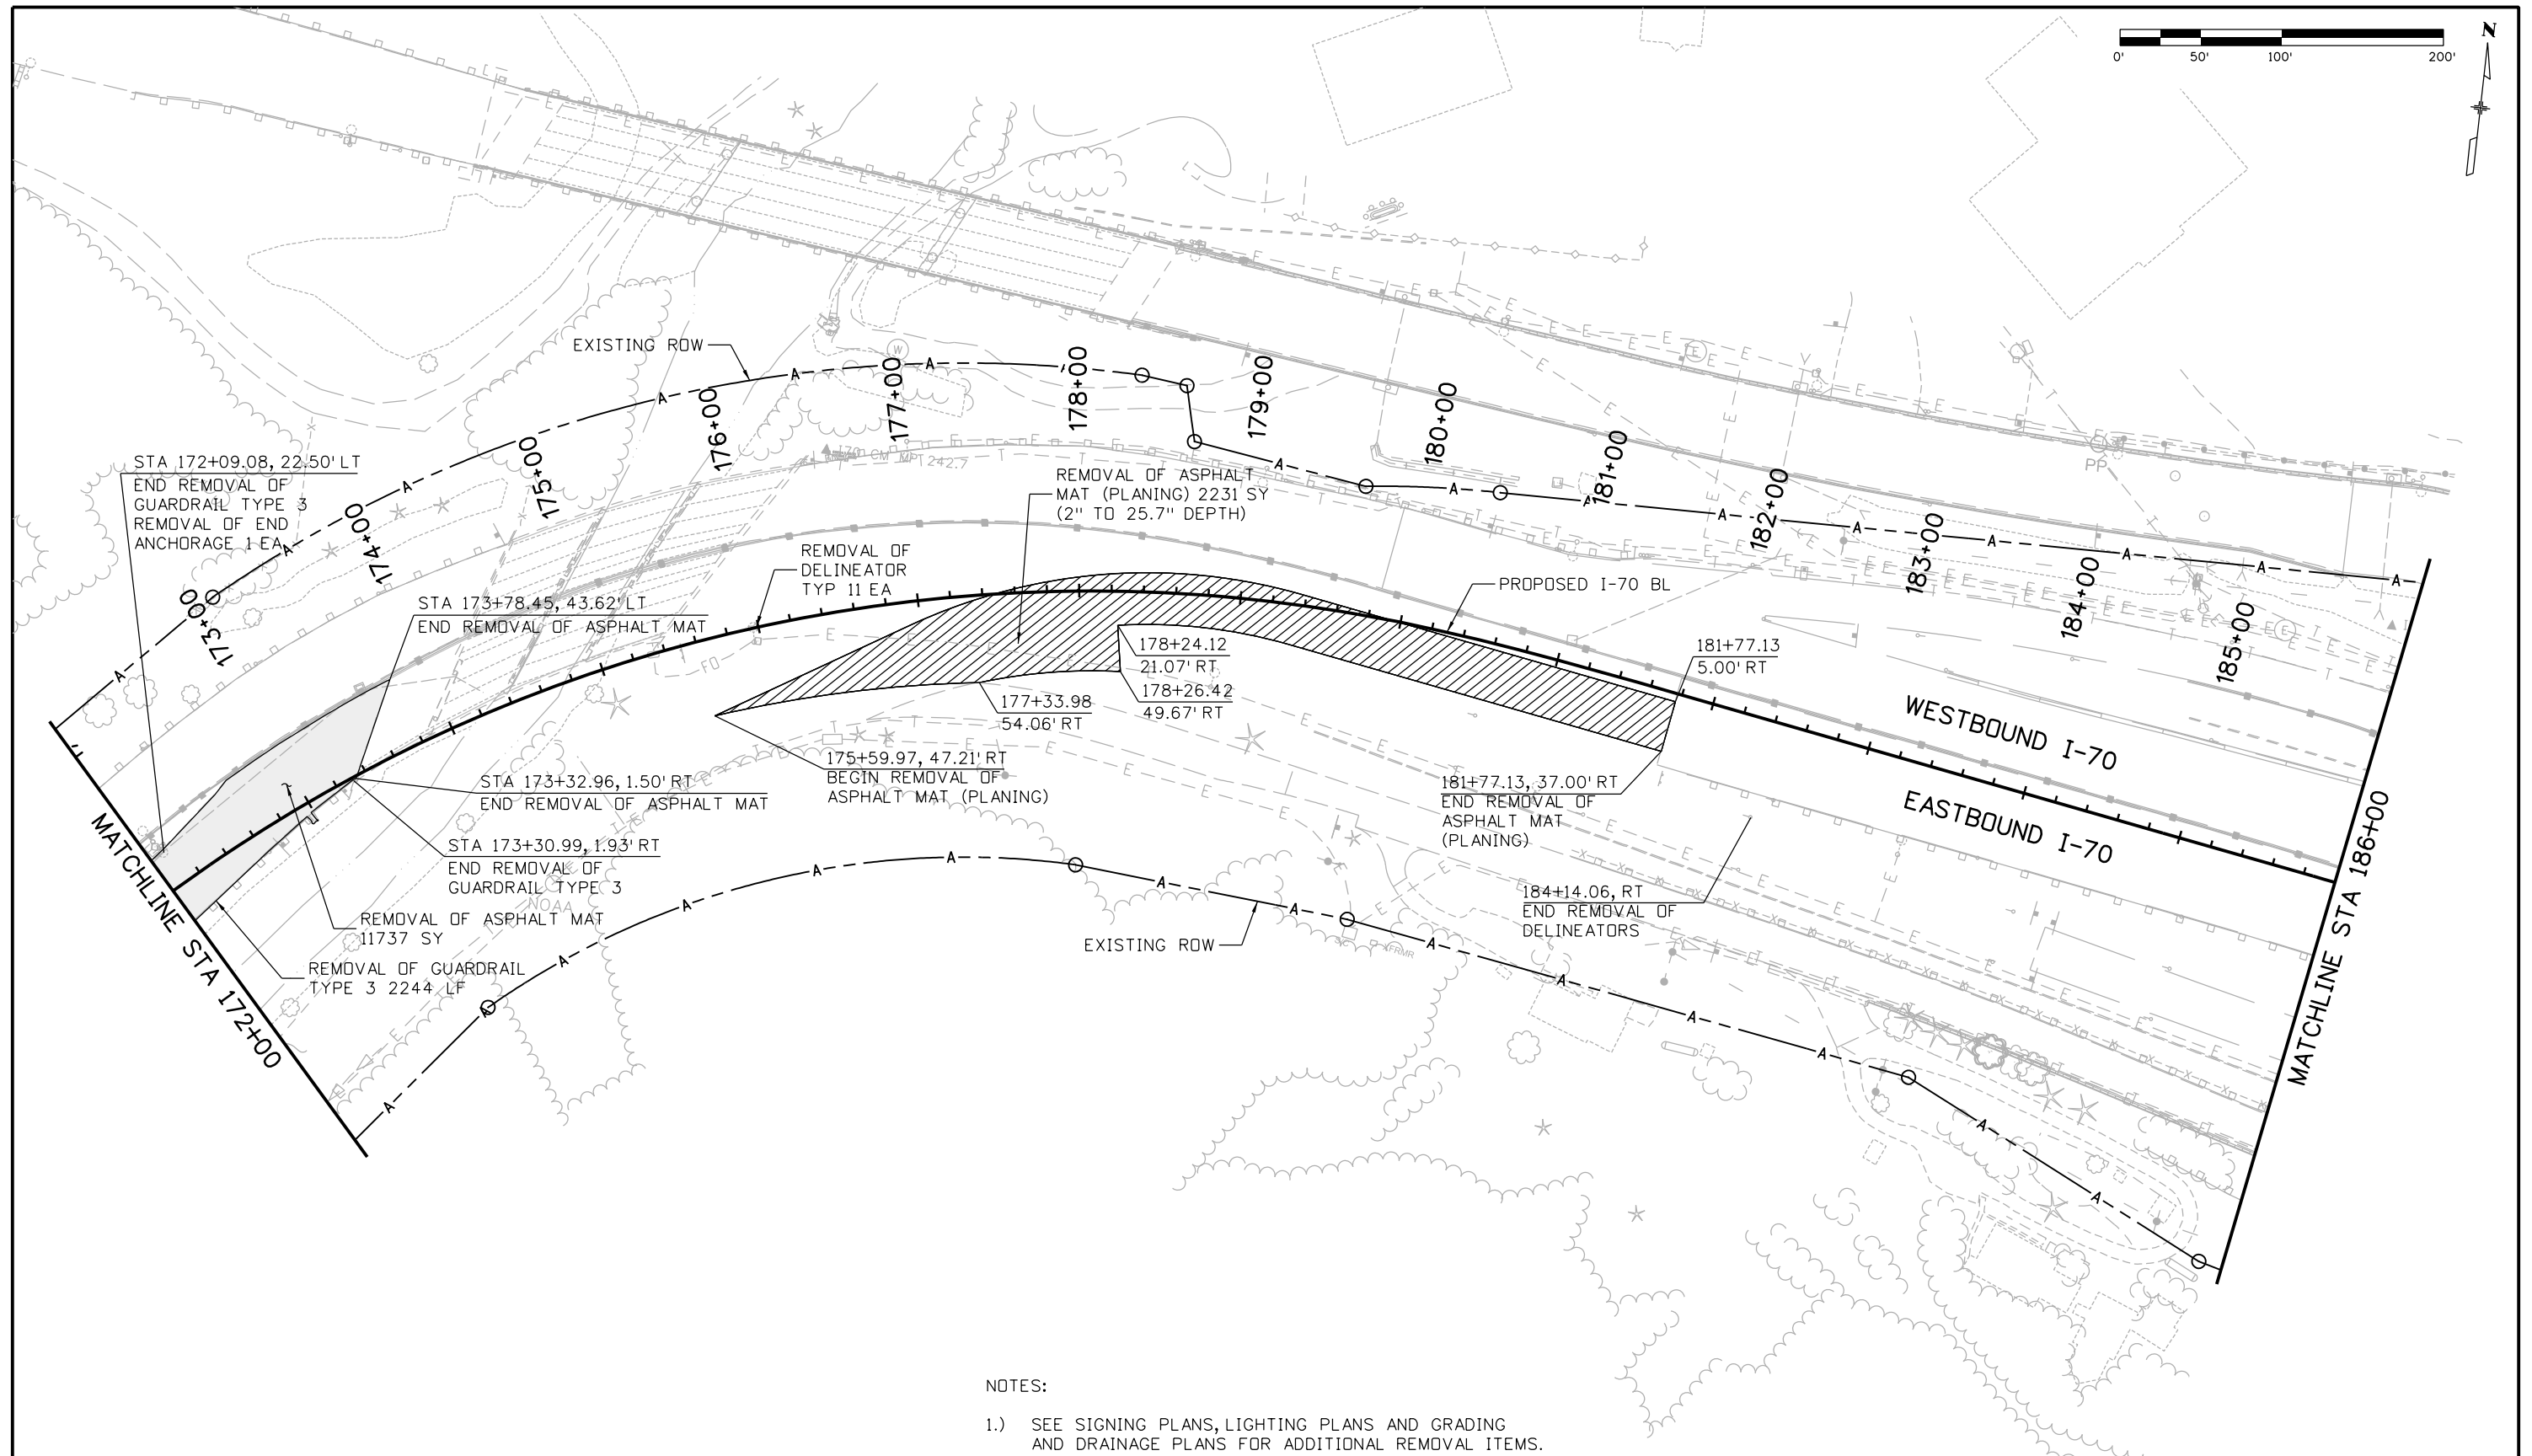 0' 50' 100' 200'
N
EXISTING ROW
173+00
174+00
175+00
176+00
177+00
178+00
179+00
180+00
181+00
182+00
183+00
184+00
185+00
STA 172+09.08, 22.50' LT
END REMOVAL OF
GUARDRAIL TYPE 3
REMOVAL OF END
ANCHORAGE 1 EA
REMOVAL OF ASPHALT
MAT (PLANING) 2231 SY
(2" TO 25.7" DEPTH)
REMOVAL OF
DELINEATOR
TYP 11 EA
PROPOSED I-70 BL
STA 173+78.45, 43.62' LT
END REMOVAL OF ASPHALT MAT
178+24.12
21.07' RT
178+26.42
49.67' RT
177+33.98
54.06' RT
181+77.13
5.00' RT
175+59.97, 47.21' RT
BEGIN REMOVAL OF
ASPHALT MAT (PLANING)
181+77.13, 37.00' RT
END REMOVAL OF
ASPHALT MAT
(PLANING)
WESTBOUND I-70
EASTBOUND I-70
STA 173+32.96, 1.50' RT
END REMOVAL OF ASPHALT MAT
STA 173+30.99, 1.93' RT
END REMOVAL OF
GUARDRAIL TYPE 3
NOAA
FO
PP
W
REMOVAL OF ASPHALT MAT
11737 SY
REMOVAL OF GUARDRAIL
TYPE 3 2244 LF
184+14.06, RT
END REMOVAL OF
DELINEATORS
EXISTING ROW
MATCHLINE STA 172+00
MATCHLINE STA 186+00
NOTES:
1.) SEE SIGNING PLANS, LIGHTING PLANS AND GRADING
AND DRAINAGE PLANS FOR ADDITIONAL REMOVAL ITEMS.